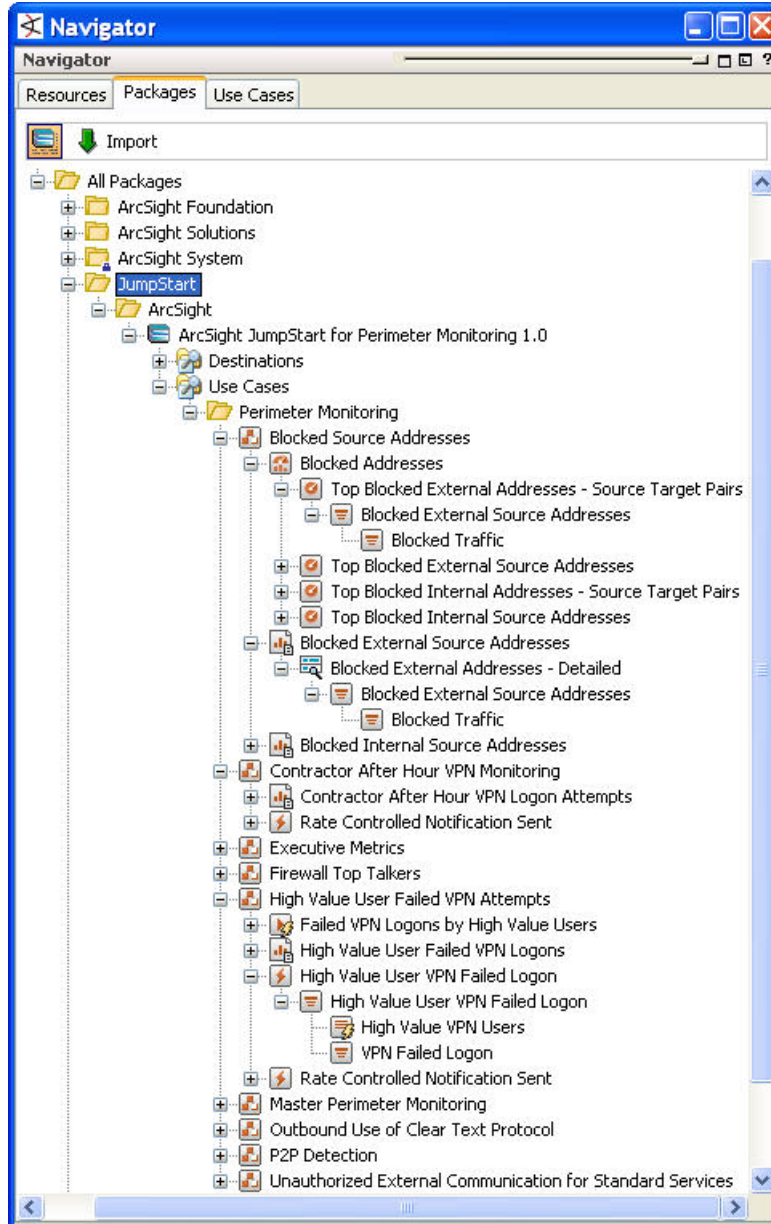 Navigator
Navigator
Resources Packages Use Cases
Import
All Packages
ArcSight Foundation
ArcSight Solutions
ArcSight System
JumpStart
ArcSight
ArcSight JumpStart for Perimeter Monitoring 1.0
Destinations
Use Cases
Perimeter Monitoring
Blocked Source Addresses
Blocked Addresses
Top Blocked External Addresses - Source Target Pairs
Blocked External Source Addresses
Blocked Traffic
Top Blocked External Source Addresses
Top Blocked Internal Addresses - Source Target Pairs
Top Blocked Internal Source Addresses
Blocked External Source Addresses
Blocked External Addresses - Detailed
Blocked External Source Addresses
Blocked Traffic
Blocked Internal Source Addresses
Contractor After Hour VPN Monitoring
Contractor After Hour VPN Logon Attempts
Rate Controlled Notification Sent
Executive Metrics
Firewall Top Talkers
High Value User Failed VPN Attempts
Failed VPN Logons by High Value Users
High Value User Failed VPN Logons
High Value User VPN Failed Logon
High Value User VPN Failed Logon
High Value VPN Users
VPN Failed Logon
Rate Controlled Notification Sent
Master Perimeter Monitoring
Outbound Use of Clear Text Protocol
P2P Detection
Unauthorized External Communication for Standard Services